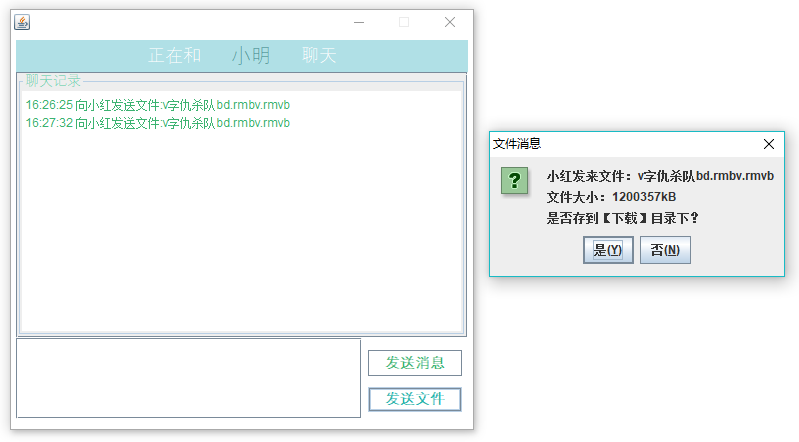 正在和 小明 聊天
聊天记录
16:26:25 向小红发送文件:v字仇杀队bd.rmbv.rmvb
16:27:32 向小红发送文件:v字仇杀队bd.rmbv.rmvb
发送消息
发送文件
文件消息
小红发来文件：v字仇杀队bd.rmbv.rmvb
文件大小：1200357kB
是否存到【下载】目录下？
是(Y) 否(N)